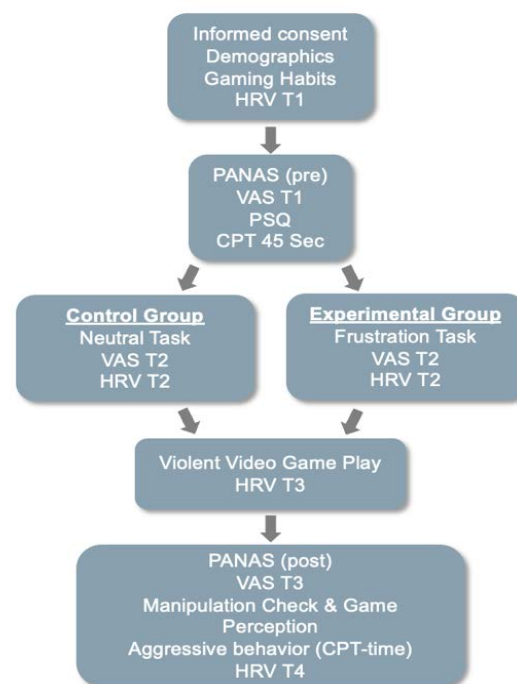 Informed consent
Demographics
Gaming Habits
HRV T1
PANAS (pre)
VAS T1
PSQ
CPT 45 Sec
Control Group
Neutral Task
VAS T2
HRV T2
Experimental Group
Frustration Task
VAS T2
HRV T2
Violent Video Game Play
HRV T3
PANAS (post)
VAS T3
Manipulation Check & Game
Perception
Aggressive behavior (CPT-time)
HRV T4